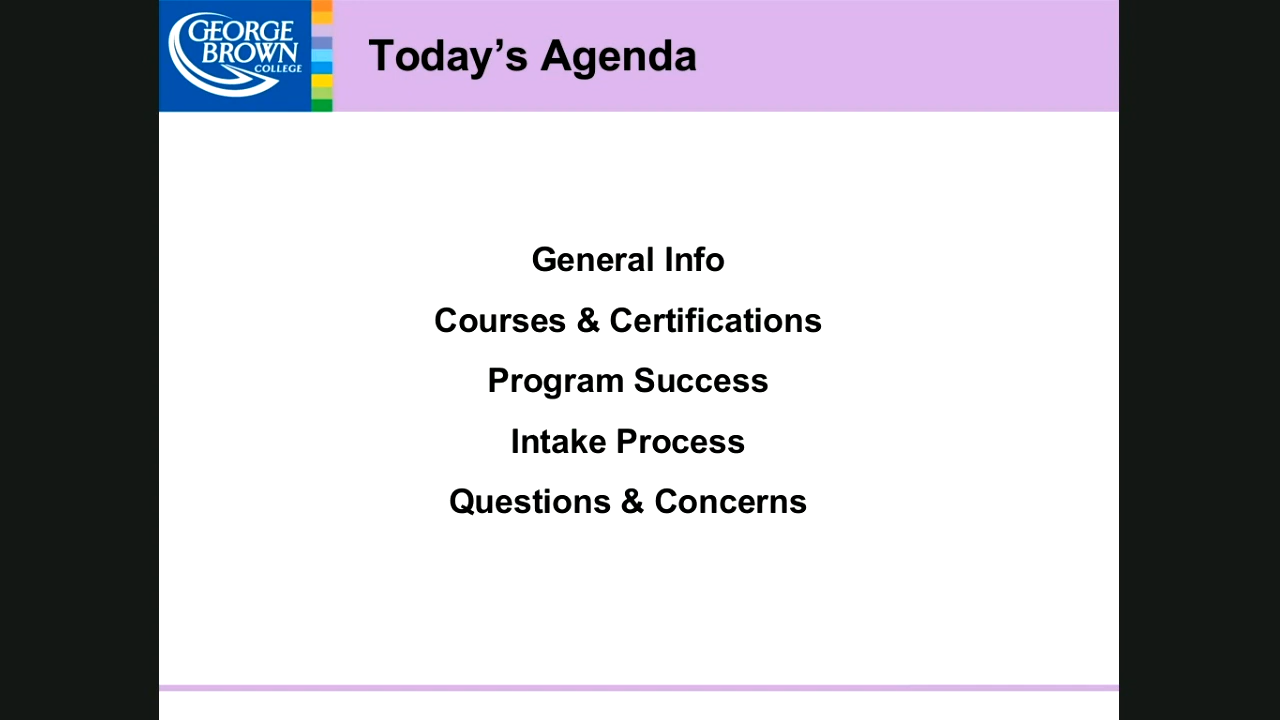 GEORGE
BROWN
COLLEGE
Today’s Agenda
General Info
Courses & Certifications
Program Success
Intake Process
Questions & Concerns